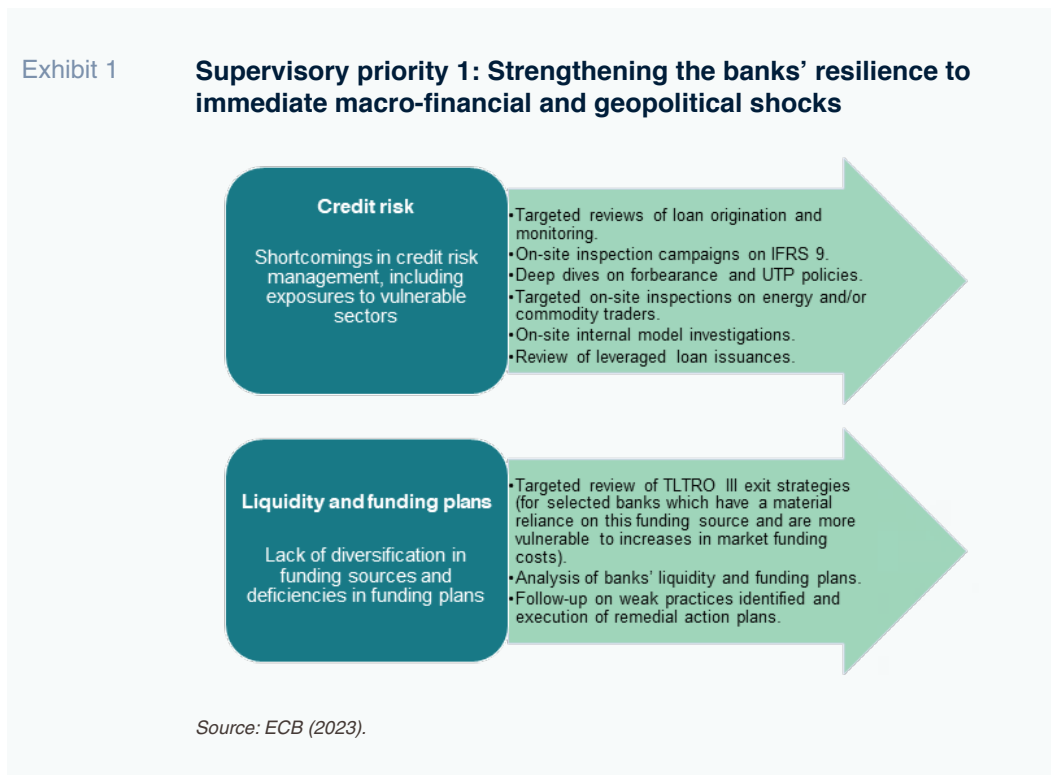 Exhibit 1
Supervisory priority 1: Strengthening the banks’ resilience to
immediate macro-financial and geopolitical shocks
Credit risk
Shortcomings in credit risk
management, including
exposures to vulnerable
sectors
•Targeted reviews of loan origination and
monitoring.
•On-site inspection campaigns on IFRS 9.
•Deep dives on forbearance and UTP policies.
•Targeted on-site inspections on energy and/or
commodity traders.
•On-site internal model investigations.
•Review of leveraged loan issuances.
Liquidity and funding plans
Lack of diversification in
funding sources and
deficiencies in funding plans
•Targeted review of TLTRO III exit strategies
(for selected banks which have a material
reliance on this funding source and are more
vulnerable to increases in market funding
costs).
•Analysis of banks’ liquidity and funding plans.
•Follow-up on weak practices identified and
execution of remedial action plans.
Source: ECB (2023).